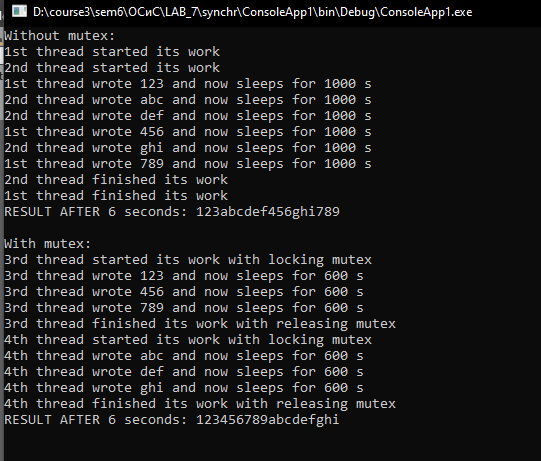 D:\course3\sem6\ОСиС\LAB_7\synchr\ConsoleApp1\bin\Debug\ConsoleApp1.exe
Without mutex:
1st thread started its work
2nd thread started its work
1st thread wrote 123 and now sleeps for 1000 s
2nd thread wrote abc and now sleeps for 1000 s
2nd thread wrote def and now sleeps for 1000 s
1st thread wrote 456 and now sleeps for 1000 s
2nd thread wrote ghi and now sleeps for 1000 s
1st thread wrote 789 and now sleeps for 1000 s
2nd thread finished its work
1st thread finished its work
RESULT AFTER 6 seconds: 123abcdef456ghi789
With mutex:
3rd thread started its work with locking mutex
3rd thread wrote 123 and now sleeps for 600 s
3rd thread wrote 456 and now sleeps for 600 s
3rd thread wrote 789 and now sleeps for 600 s
3rd thread finished its work with releasing mutex
4th thread started its work with locking mutex
4th thread wrote abc and now sleeps for 600 s
4th thread wrote def and now sleeps for 600 s
4th thread wrote ghi and now sleeps for 600 s
4th thread finished its work with releasing mutex
RESULT AFTER 6 seconds: 123456789abcdefghi